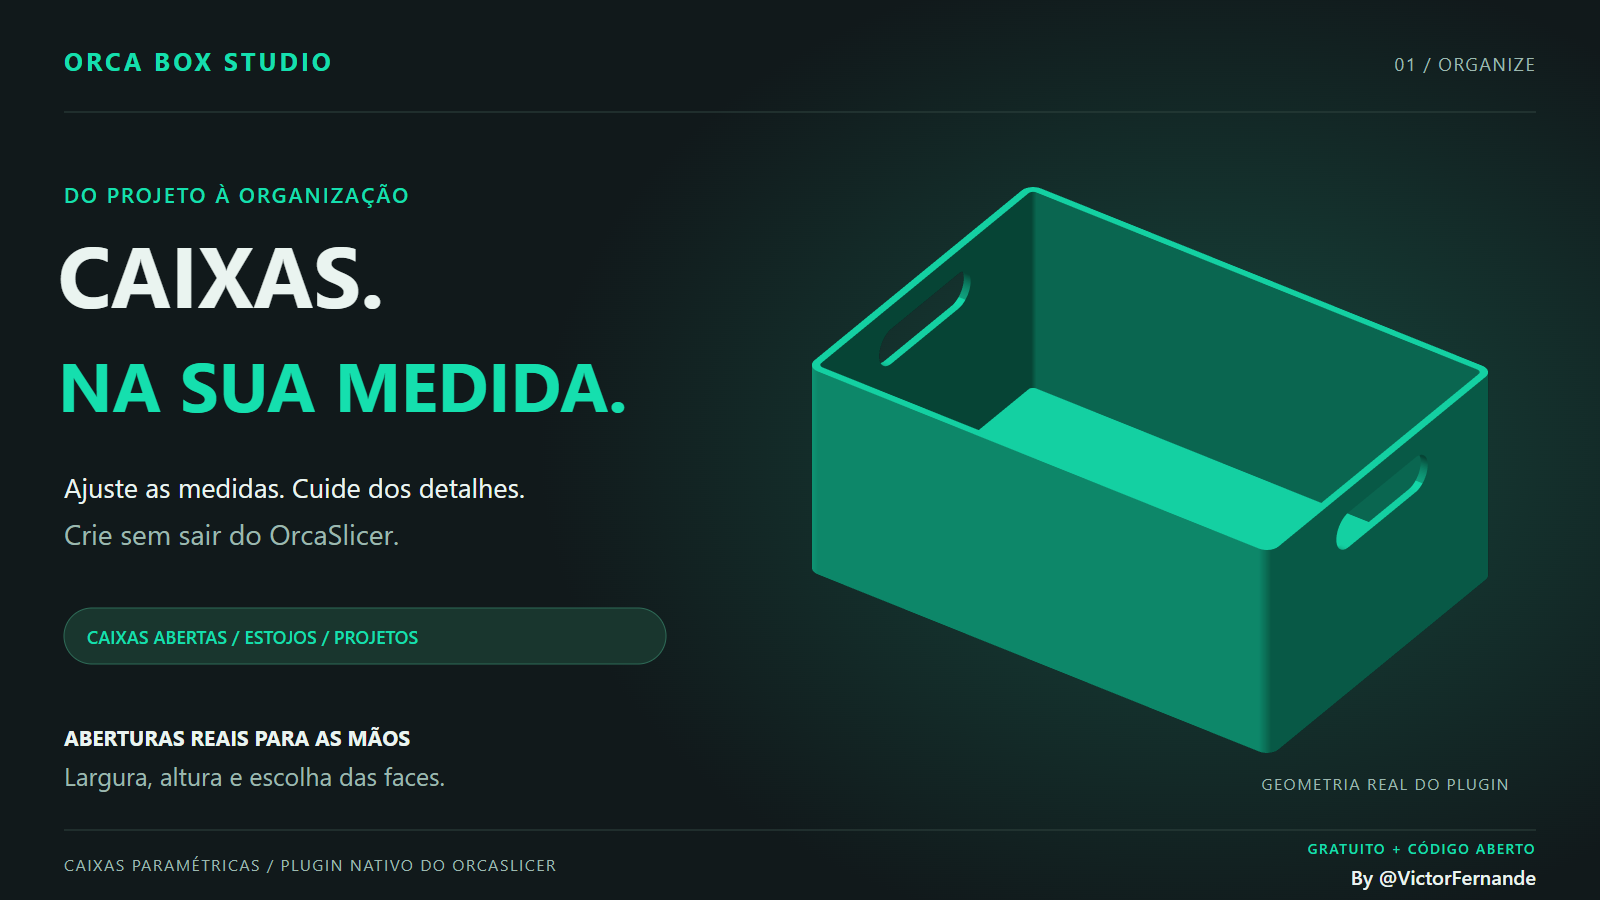 ORCA BOX STUDIO
01 / ORGANIZE
DO PROJETO À ORGANIZAÇÃO
CAIXAS.
NA SUA MEDIDA.
Ajuste as medidas. Cuide dos detalhes.
Crie sem sair do OrcaSlicer.
CAIXAS ABERTAS / ESTOJOS / PROJETOS
ABERTURAS REAIS PARA AS MÃOS
Largura, altura e escolha das faces.
GEOMETRIA REAL DO PLUGIN
CAIXAS PARAMÉTRICAS / PLUGIN NATIVO DO ORCASLICER
GRATUITO + CÓDIGO ABERTO
By @VictorFernande